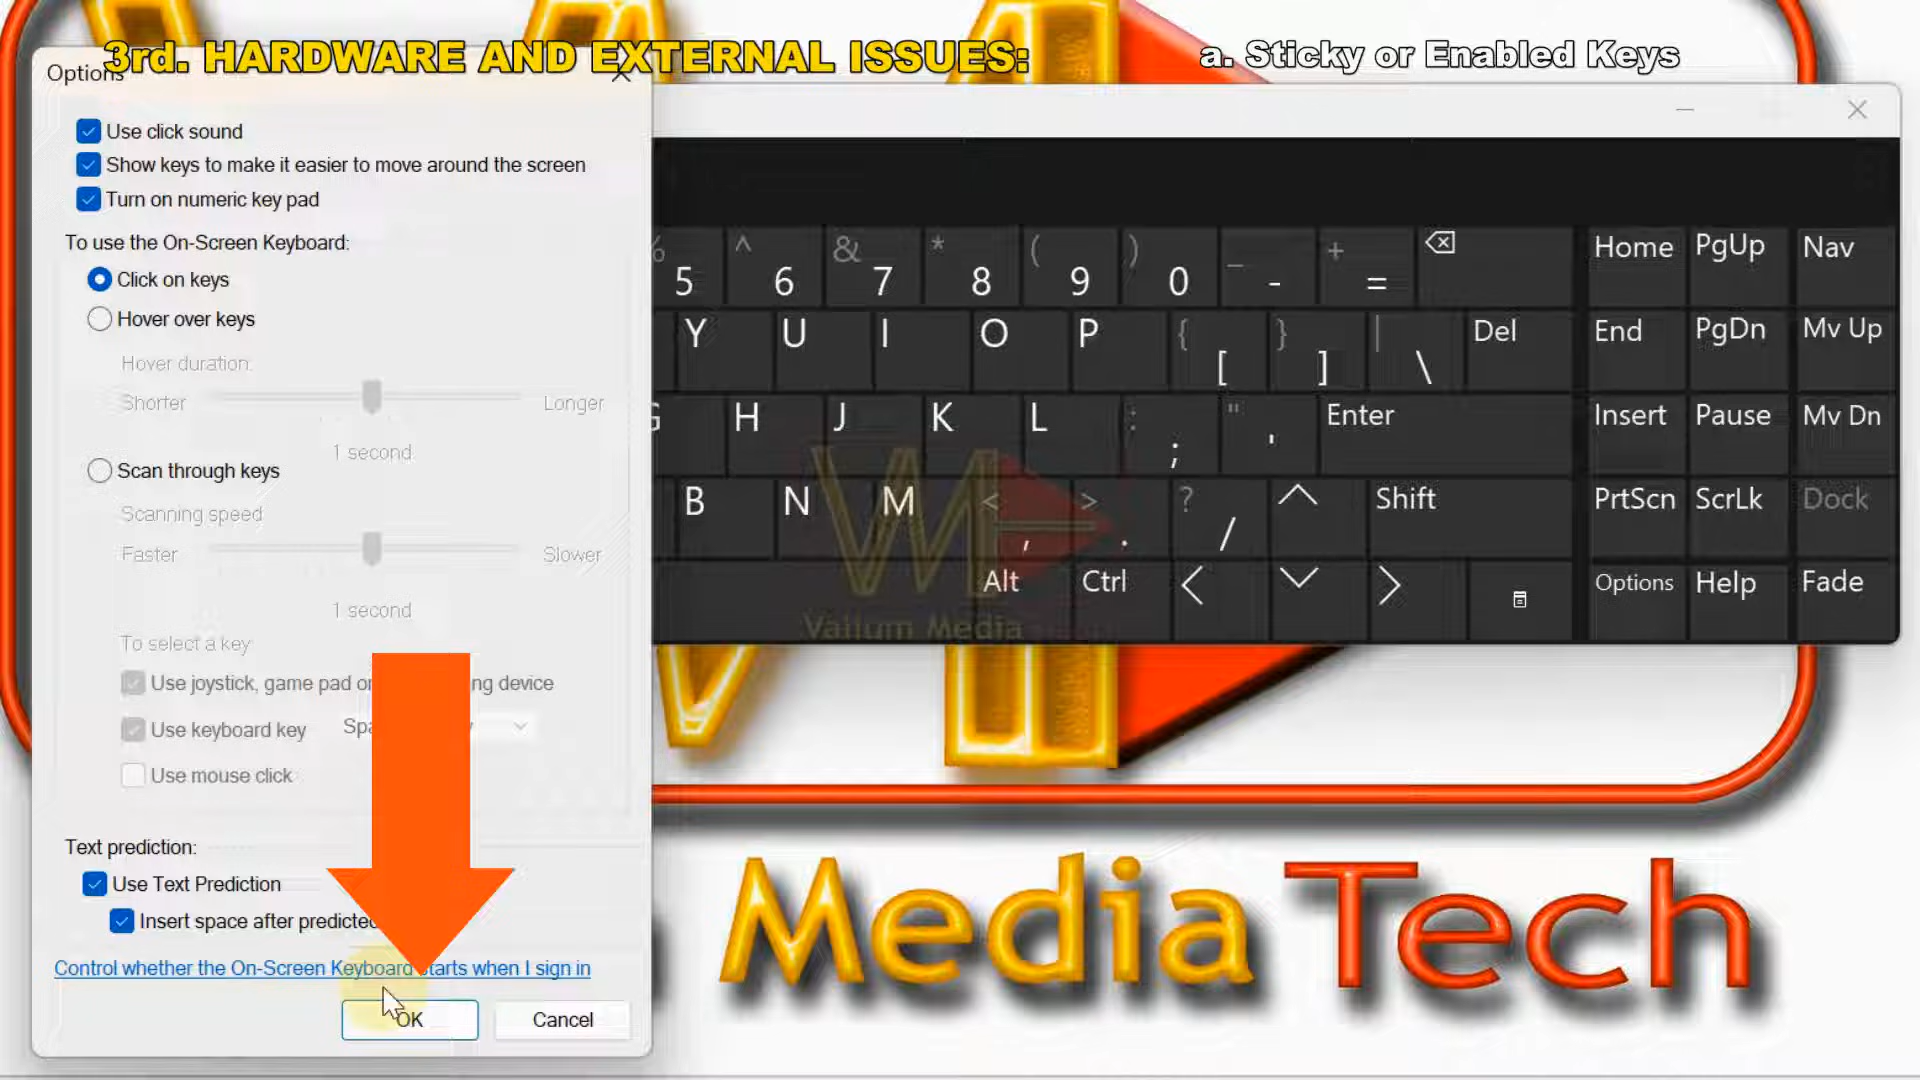 3rd. HARDWARE AND EXTERNAL ISSUES:
a. Sticky or Enabled Keys
Options
Use click sound
Show keys to make it easier to move around the screen
Turn on numeric key pad
To use the On-Screen Keyboard:
Click on keys
Hover over keys
Hover duration:
Shorter Longer
1 second
Scan through keys
Scanning speed
Faster Slower
1 second
To select a key
Use joystick, game pad or ng device
Use keyboard key
Use mouse click
Text prediction:
Use Text Prediction
Insert space after predicted
Control whether the On-Screen Keyboard starts when I sign in
OK Cancel
% 5 ^ 6 & 7 * 8 ( 9 ) 0 _ - + = Home PgUp Nav
Y U I O P { [ } ] | \ Del End PgDn Mv Up
G H J K L : ; " ' Enter Insert Pause Mv Dn
B N M < , > . ? / Shift PrtScn ScrLk Dock
Alt Ctrl Options Help Fade
Vallum Media
Media Tech